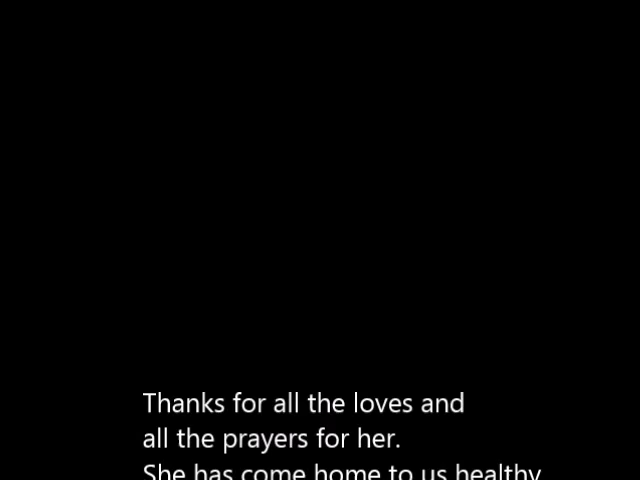 Thanks for all the loves and
all the prayers for her.
She has come home to us healthy